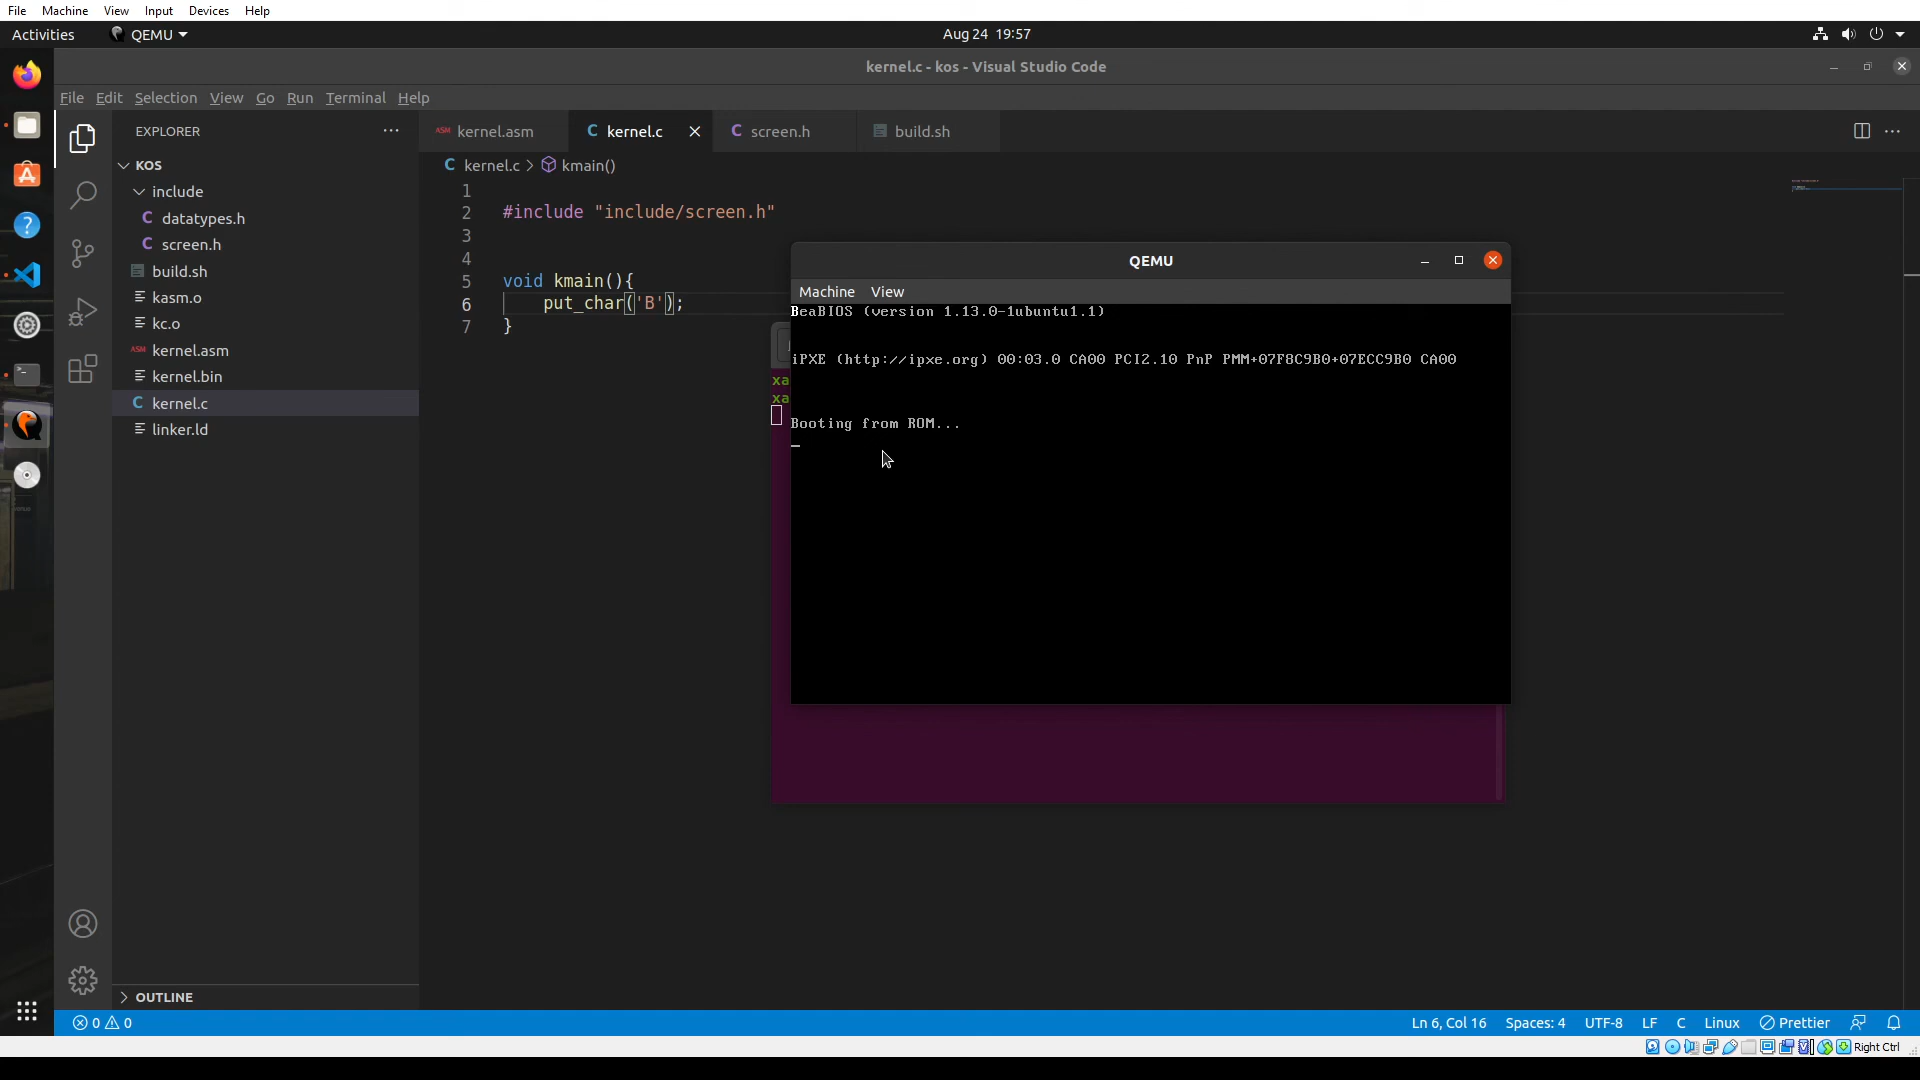 File Machine View Input Devices Help
Activities QEMU Aug 24 19:57
kernel.c - kos - Visual Studio Code
File Edit Selection View Go Run Terminal Help
EXPLORER
KOS
include
datatypes.h
screen.h
build.sh
kasm.o
kc.o
kernel.asm
kernel.bin
kernel.c
linker.ld
OUTLINE
kernel.asm kernel.c screen.h build.sh
kernel.c > kmain()
1
2 #include "include/screen.h"
3
4
5 void kmain(){
6 put_char('B');
7 }
QEMU
Machine View
BeaBIOS (version 1.13.0-1ubuntu1.1)
iPXE (http://ipxe.org) 00:03.0 CA00 PCI2.10 PnP PMM+07F8C9B0+07ECC9B0 CA00
Booting from ROM...
xa
xa
0 0 Ln 6, Col 16 Spaces: 4 UTF-8 LF C Linux Prettier
Right Ctrl